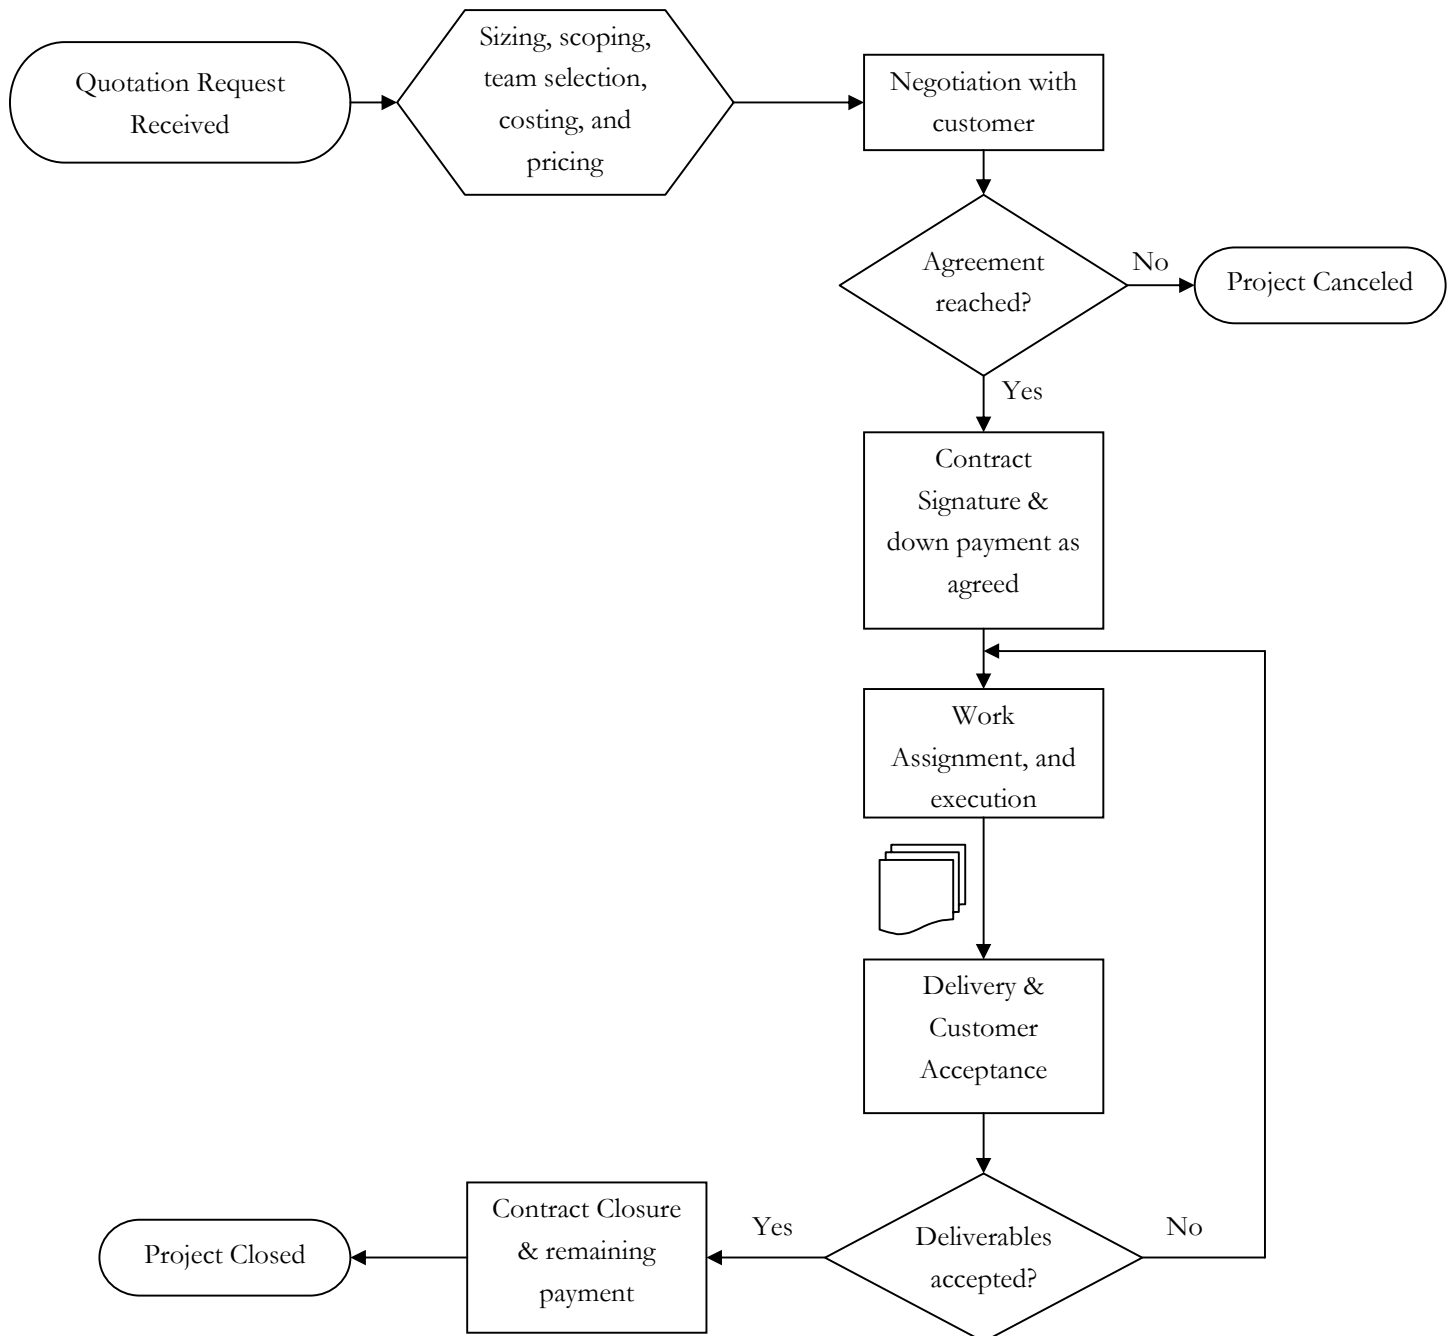 Quotation Request
Received
Sizing, scoping,
team selection,
costing, and
pricing
Negotiation with
customer
Agreement
reached?
No
Project Canceled
Yes
Contract
Signature &
down payment as
agreed
Work
Assignment, and
execution
Delivery &
Customer
Acceptance
Deliverables
accepted?
No
Yes
Contract Closure
& remaining
payment
Project Closed